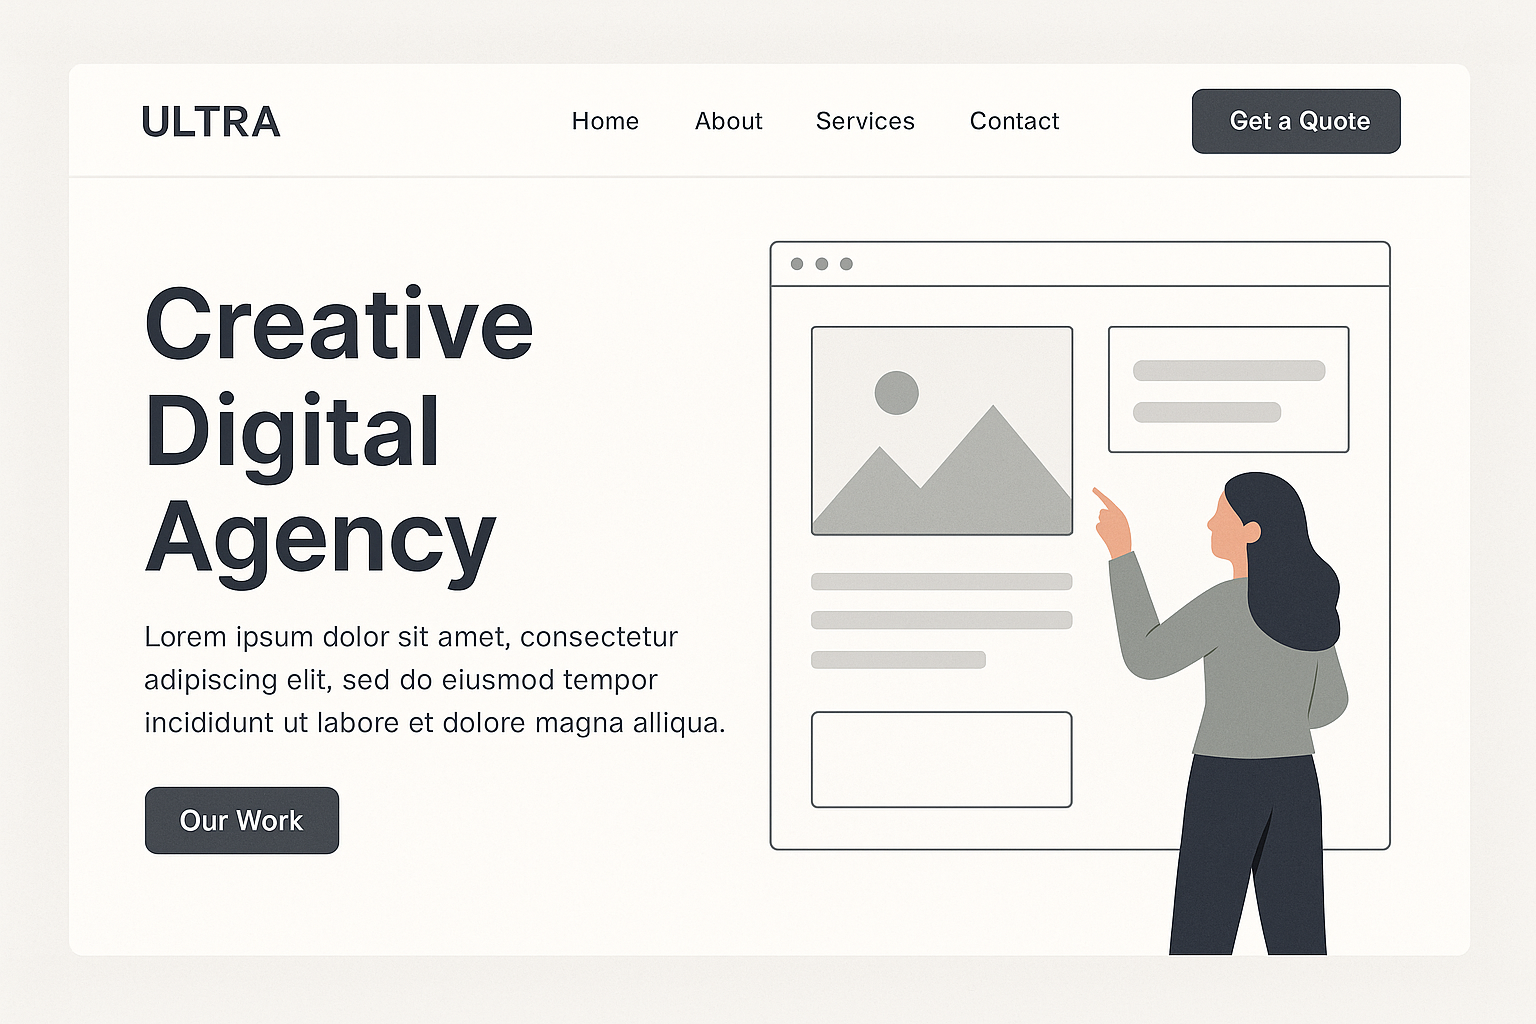 ULTRA
Home About Services Contact
Get a Quote
Creative
Digital
Agency
Lorem ipsum dolor sit amet, consectetur
adipiscing elit, sed do eiusmod tempor
incididunt ut labore et dolore magna alliqua.
Our Work